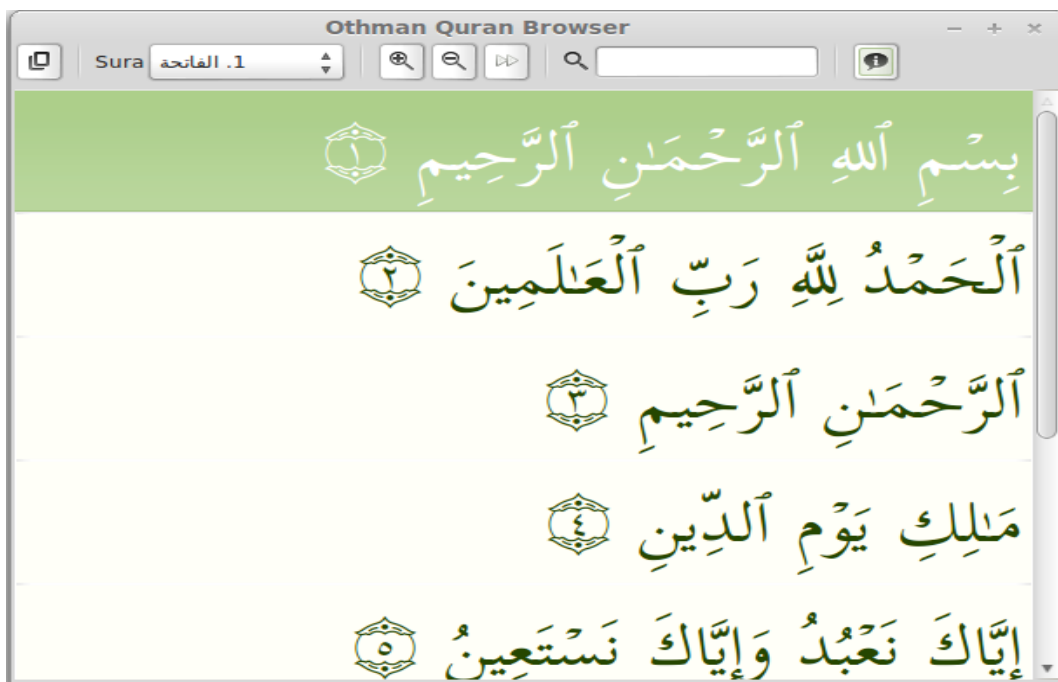 Othman Quran Browser
Sura 1. الفاتحة
بِسْمِ ٱللهِ ٱلرَّحْمَـٰنِ ٱلرَّحِيمِ ١
ٱلْحَمْدُ لِلَّهِ رَبِّ ٱلْعَـٰلَمِينَ ٢
ٱلرَّحْمَـٰنِ ٱلرَّحِيمِ ٣
مَـٰلِكِ يَوْمِ ٱلدِّينِ ٤
إِيَّاكَ نَعْبُدُ وَإِيَّاكَ نَسْتَعِينُ ٥